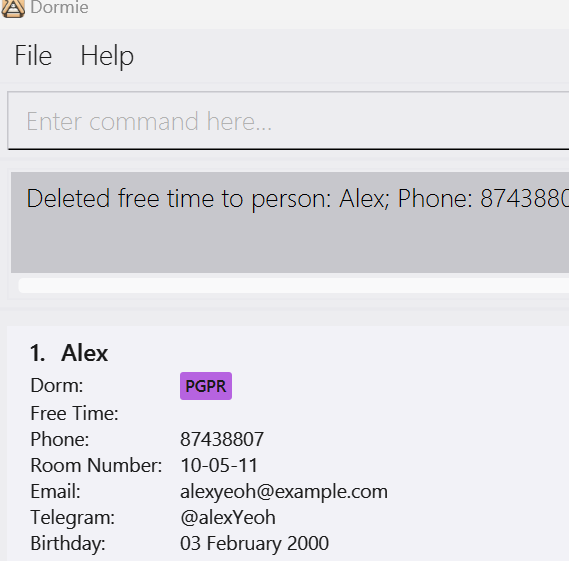 Dormie
File Help
Enter command here...
Deleted free time to person: Alex; Phone: 8743880
1. Alex
Dorm: PGPR
Free Time:
Phone: 87438807
Room Number: 10-05-11
Email: alexyeoh@example.com
Telegram: @alexYeoh
Birthday: 03 February 2000